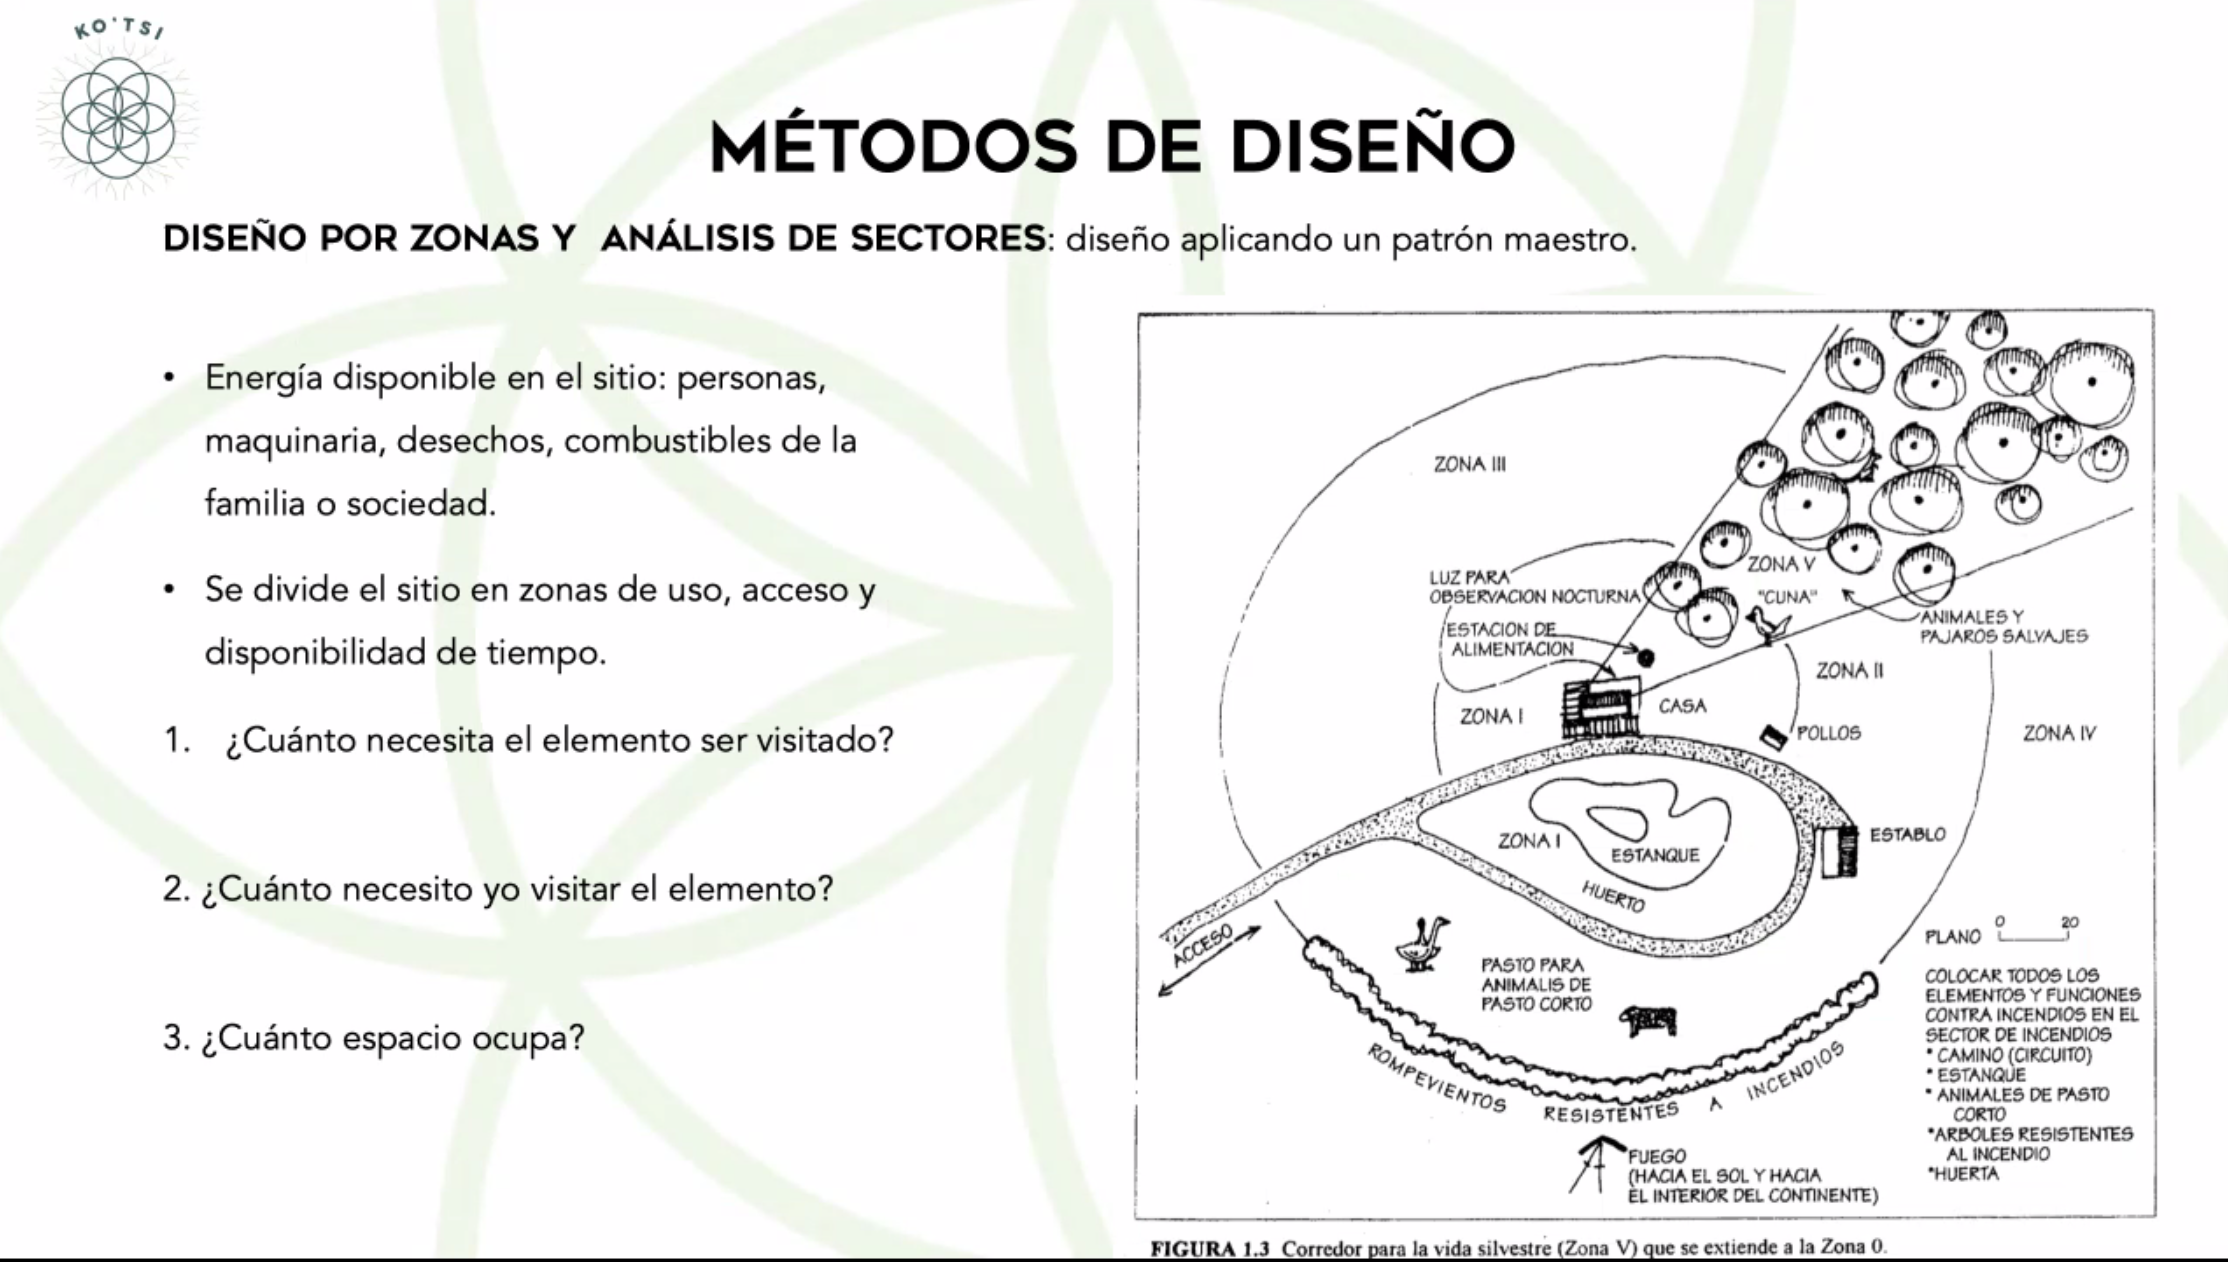 KO'TSI
MÉTODOS DE DISEÑO
DISEÑO POR ZONAS Y ANÁLISIS DE SECTORES: diseño aplicando un patrón maestro.
• Energía disponible en el sitio: personas,
maquinaria, desechos, combustibles de la
familia o sociedad.
• Se divide el sitio en zonas de uso, acceso y
disponibilidad de tiempo.
1. ¿Cuánto necesita el elemento ser visitado?
2. ¿Cuánto necesito yo visitar el elemento?
3. ¿Cuánto espacio ocupa?
ZONA III
ZONA V
"CUNA"
LUZ PARA
OBSERVACION NOCTURNA
ESTACION DE
ALIMENTACION
ANIMALES Y
PAJAROS SALVAJES
ZONA II
ZONA I
CASA
POLLOS
ZONA IV
ZONA I
ESTANQUE
HUERTO
ESTABLO
ACCESO
PASTO PARA
ANIMALIS DE
PASTO CORTO
PLANO 0 20
COLOCAR TODOS LOS
ELEMENTOS Y FUNCIONES
CONTRA INCENDIOS EN EL
SECTOR DE INCENDIOS
* CAMINO (CIRCUITO)
* ESTANQUE
* ANIMALES DE PASTO
CORTO
*ARBOLES RESISTENTES
AL INCENDIO
*HUERTA
ROMPEVIENTOS RESISTENTES A INCENDIOS
FUEGO
(HACIA EL SOL Y HACIA
EL INTERIOR DEL CONTINENTE)
FIGURA 1.3 Corredor para la vida silvestre (Zona V) que se extiende a la Zona 0.